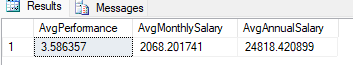 Results Messages
AvgPerformance AvgMonthlySalary AvgAnnualSalary
1 3.586357 2068.201741 24818.420899